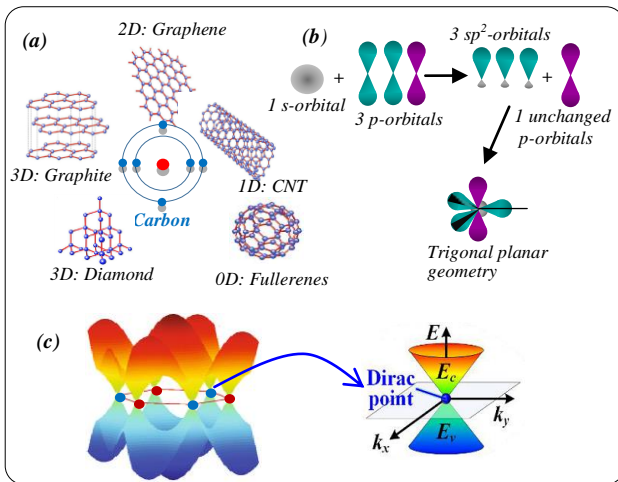 (a)
2D: Graphene
3D: Graphite
1D: CNT
Carbon
3D: Diamond
0D: Fullerenes
(b)
3 sp²-orbitals
+
+
1 s-orbital
3 p-orbitals
1 unchanged
p-orbitals
Trigonal planar
geometry
(c)
E
E_c
Dirac
point
k_y
k_x
E_v